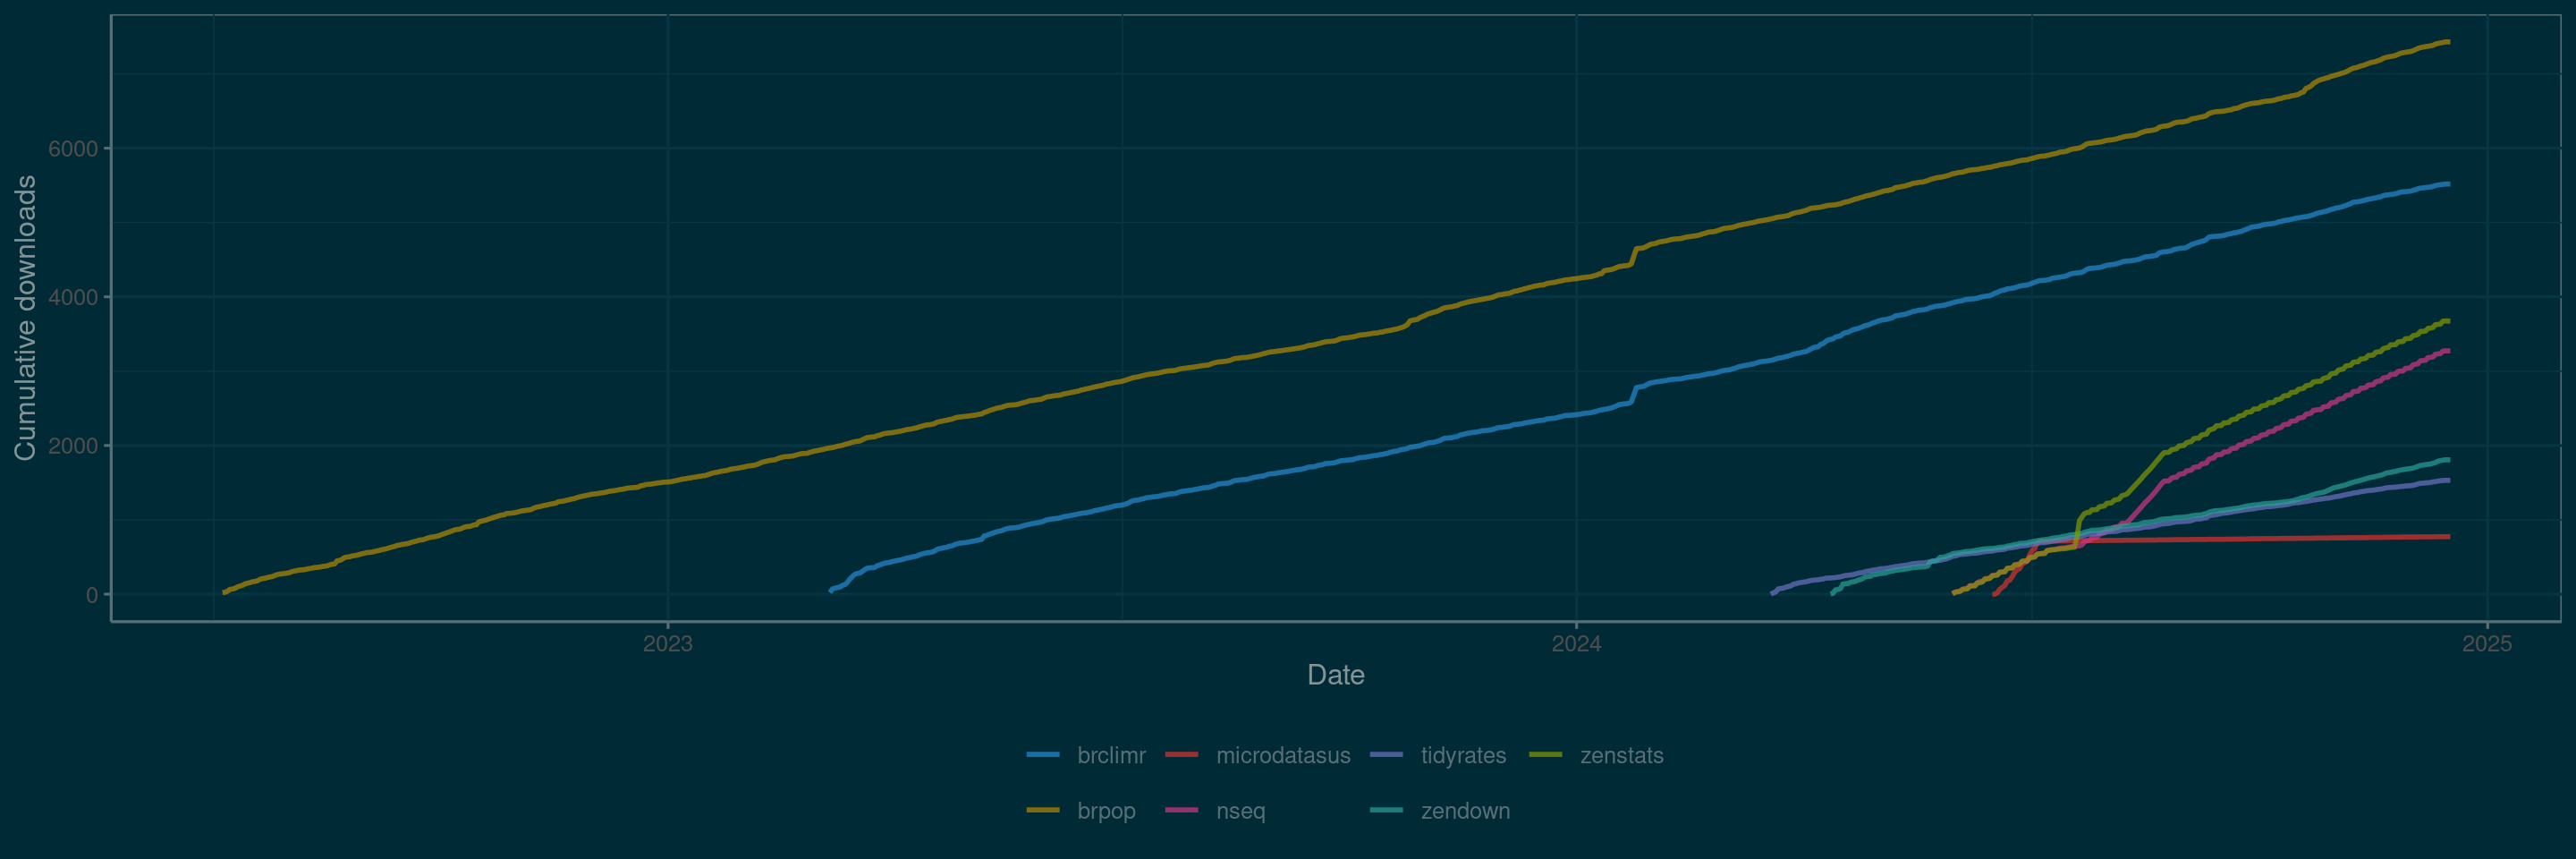 Cumulative downloads
6000
4000
2000
0
2023 2024 2025
Date
brclimr microdatasus tidyrates zenstats
brpop nseq zendown